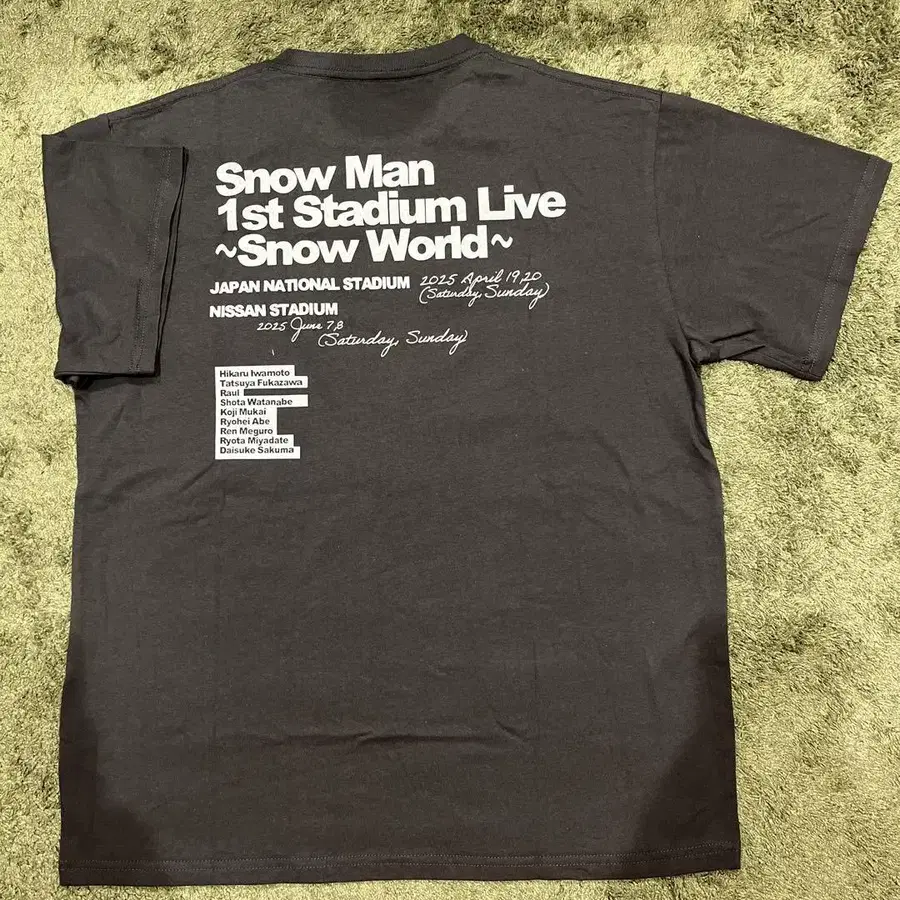 Snow Man
1st Stadium Live
~Snow World~
JAPAN NATIONAL STADIUM 2025 April 19,20
(Saturday, Sunday)
NISSAN STADIUM
2025 June 7,8
(Saturday, Sunday)
Hikaru Iwamoto
Tatsuya Fukazawa
Raul
Shota Watanabe
Koji Mukai
Ryohei Abe
Ren Meguro
Ryota Miyadate
Daisuke Sakuma